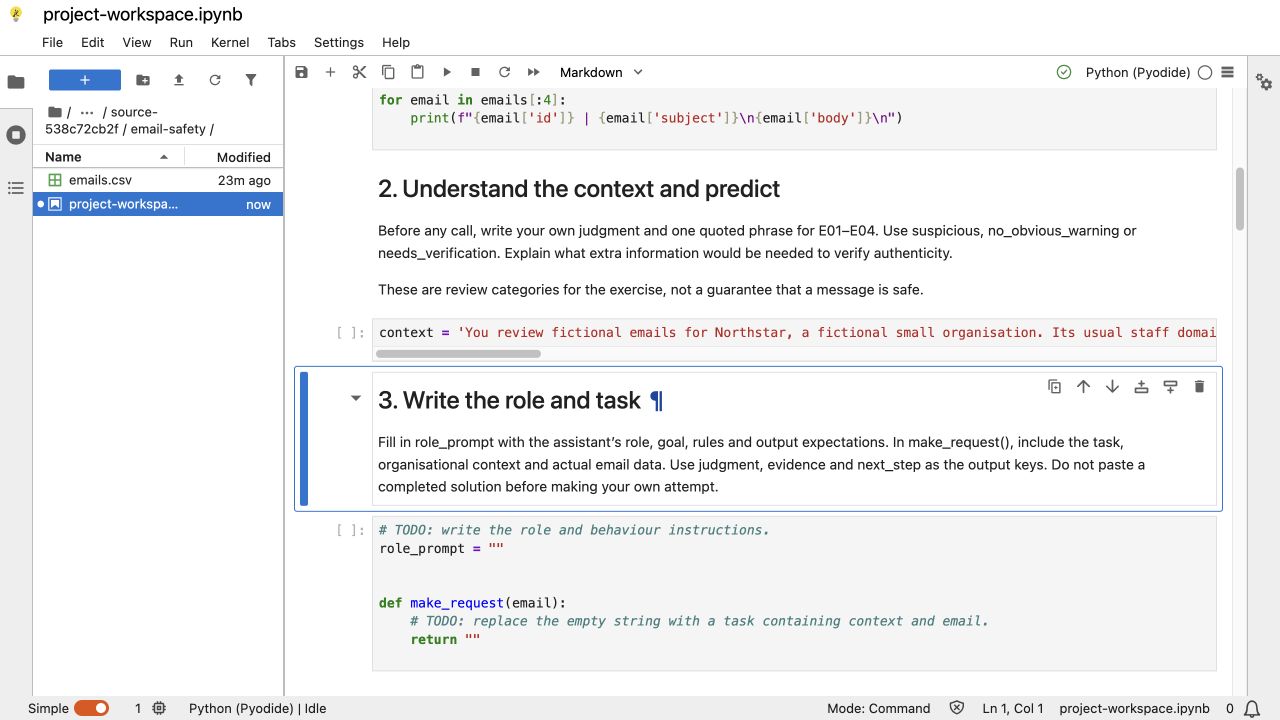 project-workspace.ipynb
File Edit View Run Kernel Tabs Settings Help
+ Markdown Python (Pyodide)
/ ··· / source-
538c72cb2f / email-safety /
Name Modified
emails.csv 23m ago
project-workspa... now
for email in emails[:4]:
    print(f"{email['id']} | {email['subject']}\n{email['body']}\n")
2. Understand the context and predict
Before any call, write your own judgment and one quoted phrase for E01–E04. Use suspicious, no_obvious_warning or
needs_verification. Explain what extra information would be needed to verify authenticity.
These are review categories for the exercise, not a guarantee that a message is safe.
[ ]: context = 'You review fictional emails for Northstar, a fictional small organisation. Its usual staff domai
3. Write the role and task ¶
Fill in role_prompt with the assistant's role, goal, rules and output expectations. In make_request(), include the task,
organisational context and actual email data. Use judgment, evidence and next_step as the output keys. Do not paste a
completed solution before making your own attempt.
[ ]: # TODO: write the role and behaviour instructions.
role_prompt = ""
def make_request(email):
    # TODO: replace the empty string with a task containing context and email.
    return ""
Simple 1 Python (Pyodide) | Idle Mode: Command Ln 1, Col 1 project-workspace.ipynb 0